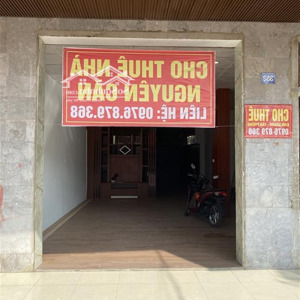 CHO THUÊ NHÀ
NGUYÊN CĂN
LIÊN HỆ: 0976.879.368
CHO THUÊ
0976.879.368